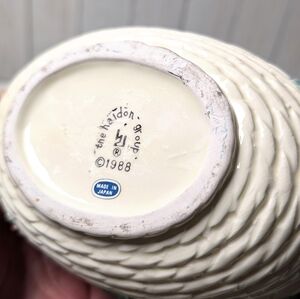 the haldon group
®
©1988
MADE IN
JAPAN